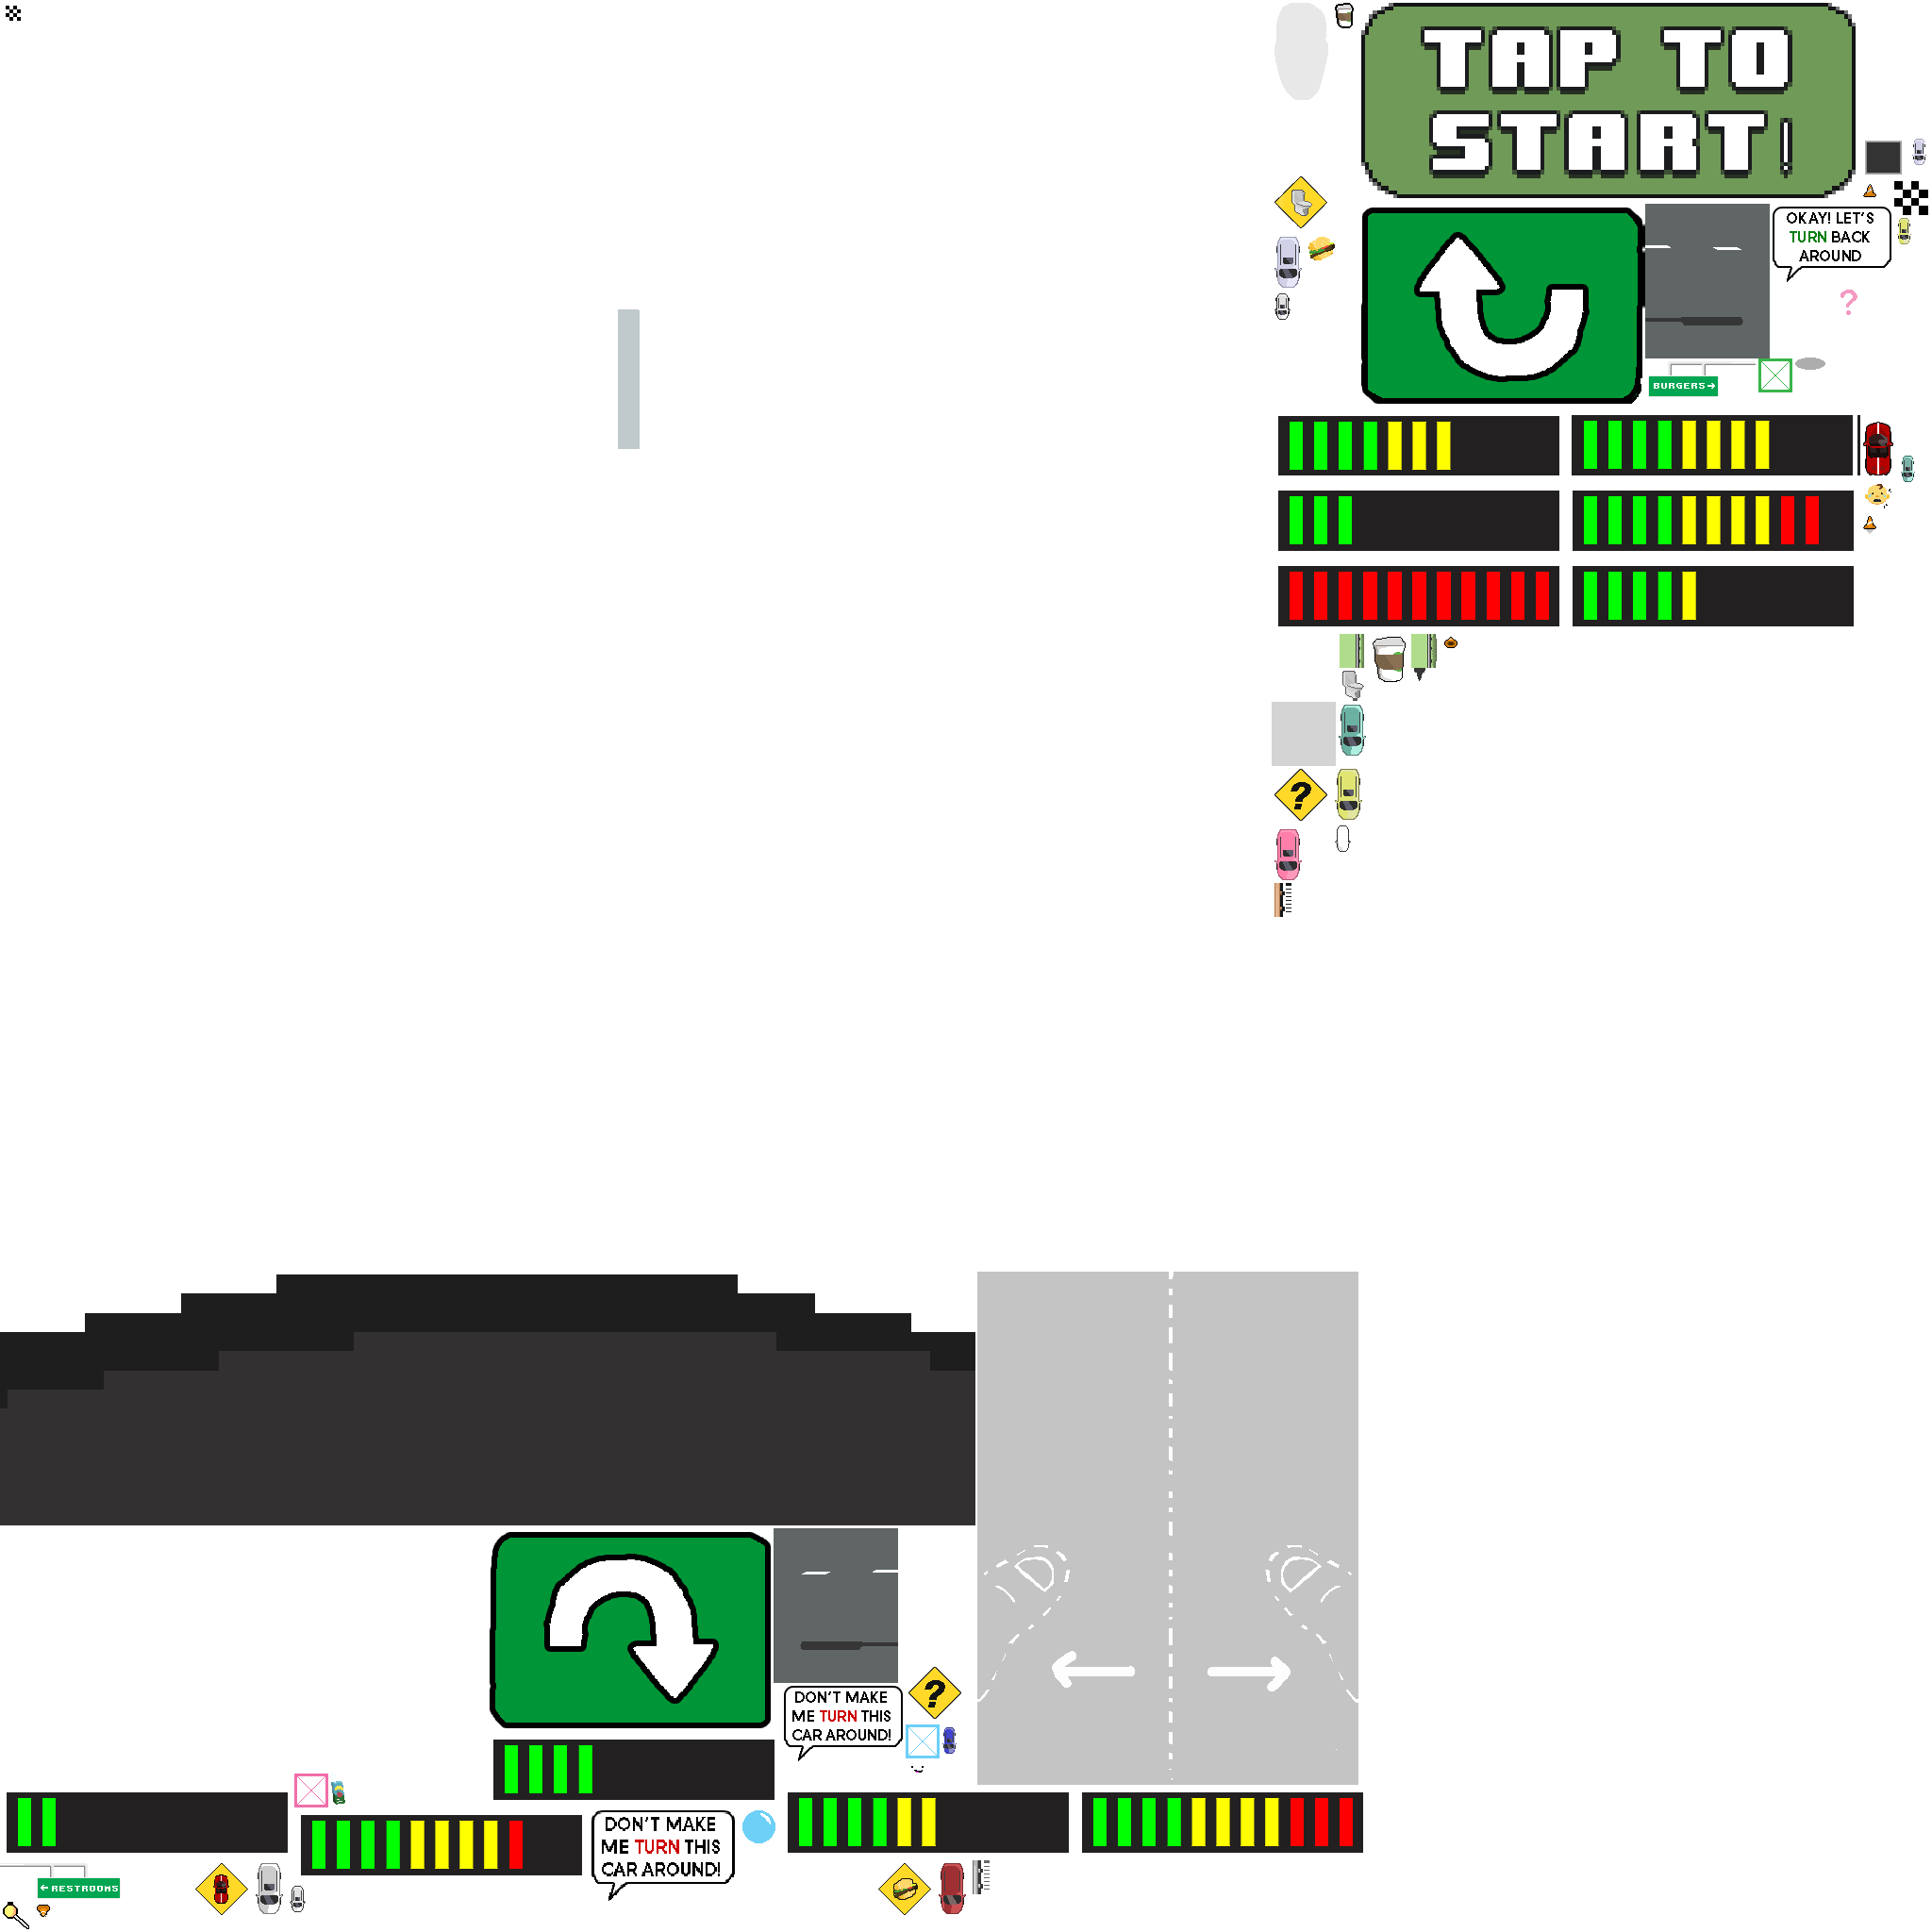 TAP TO
START!
OKAY! LET'S
TURN BACK
AROUND
?
BURGERS→
?
?
DON'T MAKE
ME TURN THIS
CAR AROUND!
DON'T MAKE
ME TURN THIS
CAR AROUND!
←RESTROOMS